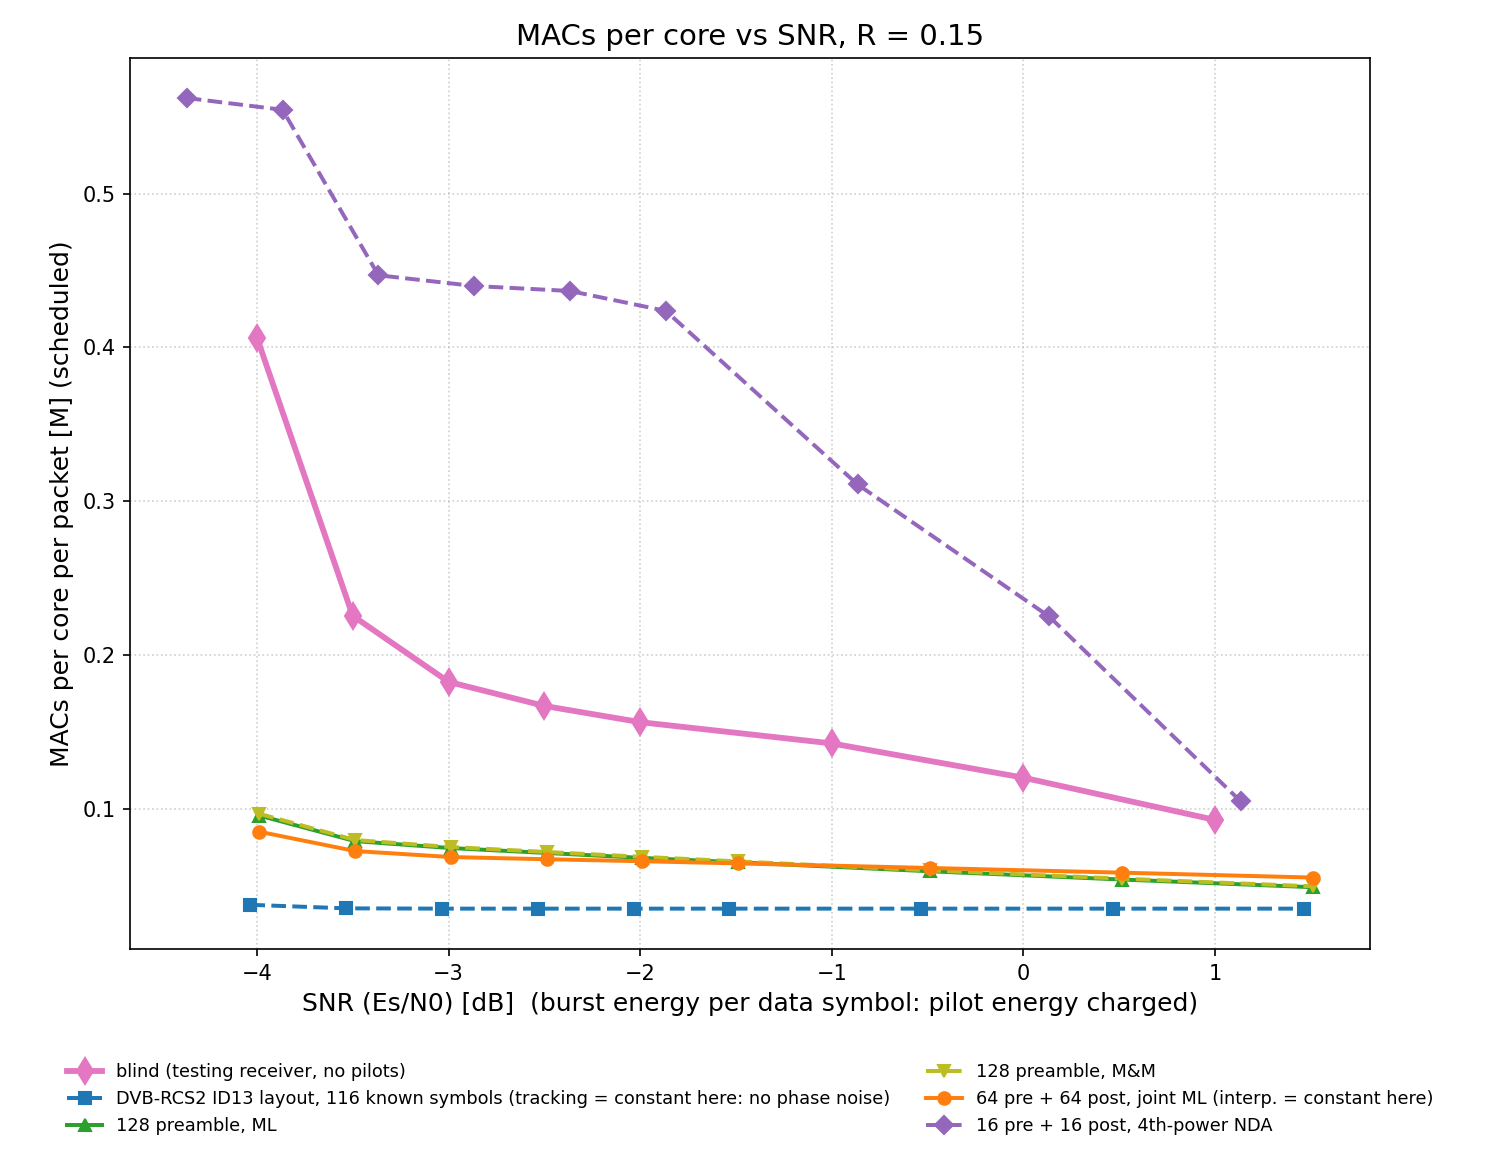 MACs per core vs SNR, R = 0.15
MACs per core per packet [M] (scheduled)
0.5
0.4
0.3
0.2
0.1
−4
−3
−2
−1
0
1
SNR (Es/N0) [dB]  (burst energy per data symbol: pilot energy charged)
blind (testing receiver, no pilots)
DVB-RCS2 ID13 layout, 116 known symbols (tracking = constant here: no phase noise)
128 preamble, ML
128 preamble, M&M
64 pre + 64 post, joint ML (interp. = constant here)
16 pre + 16 post, 4th-power NDA